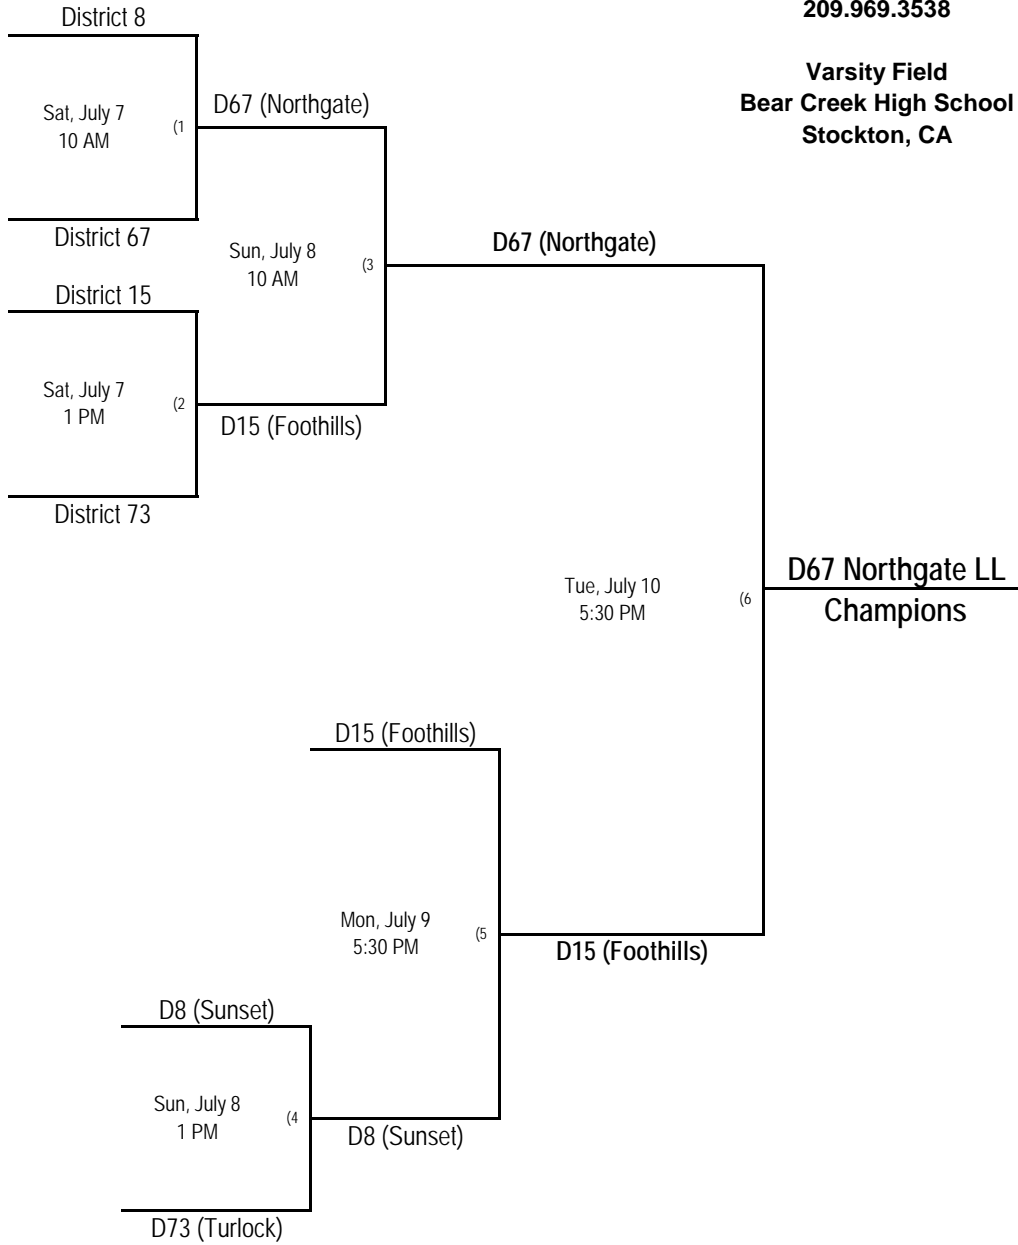 209.969.3538
Varsity Field
Bear Creek High School
Stockton, CA
District 8
Sat, July 7
10 AM
(1
D67 (Northgate)
District 67
Sun, July 8
10 AM
(3
D67 (Northgate)
District 15
Sat, July 7
1 PM
(2
D15 (Foothills)
District 73
Tue, July 10
5:30 PM
(6
D67 Northgate LL
Champions
D15 (Foothills)
Mon, July 9
5:30 PM
(5
D15 (Foothills)
D8 (Sunset)
Sun, July 8
1 PM
(4
D8 (Sunset)
D73 (Turlock)